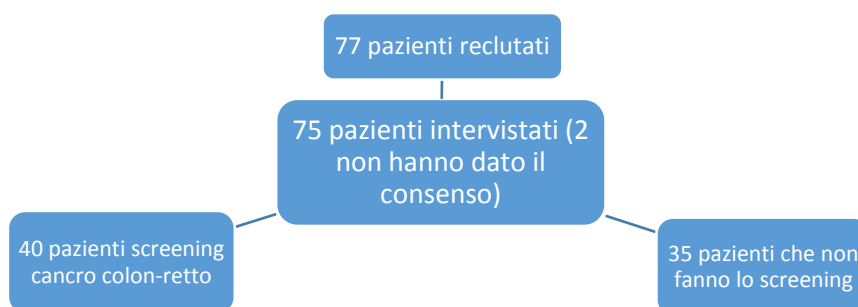 77 pazienti reclutati
75 pazienti intervistati (2
non hanno dato il
consenso)
40 pazienti screening
cancro colon-retto
35 pazienti che non
fanno lo screening